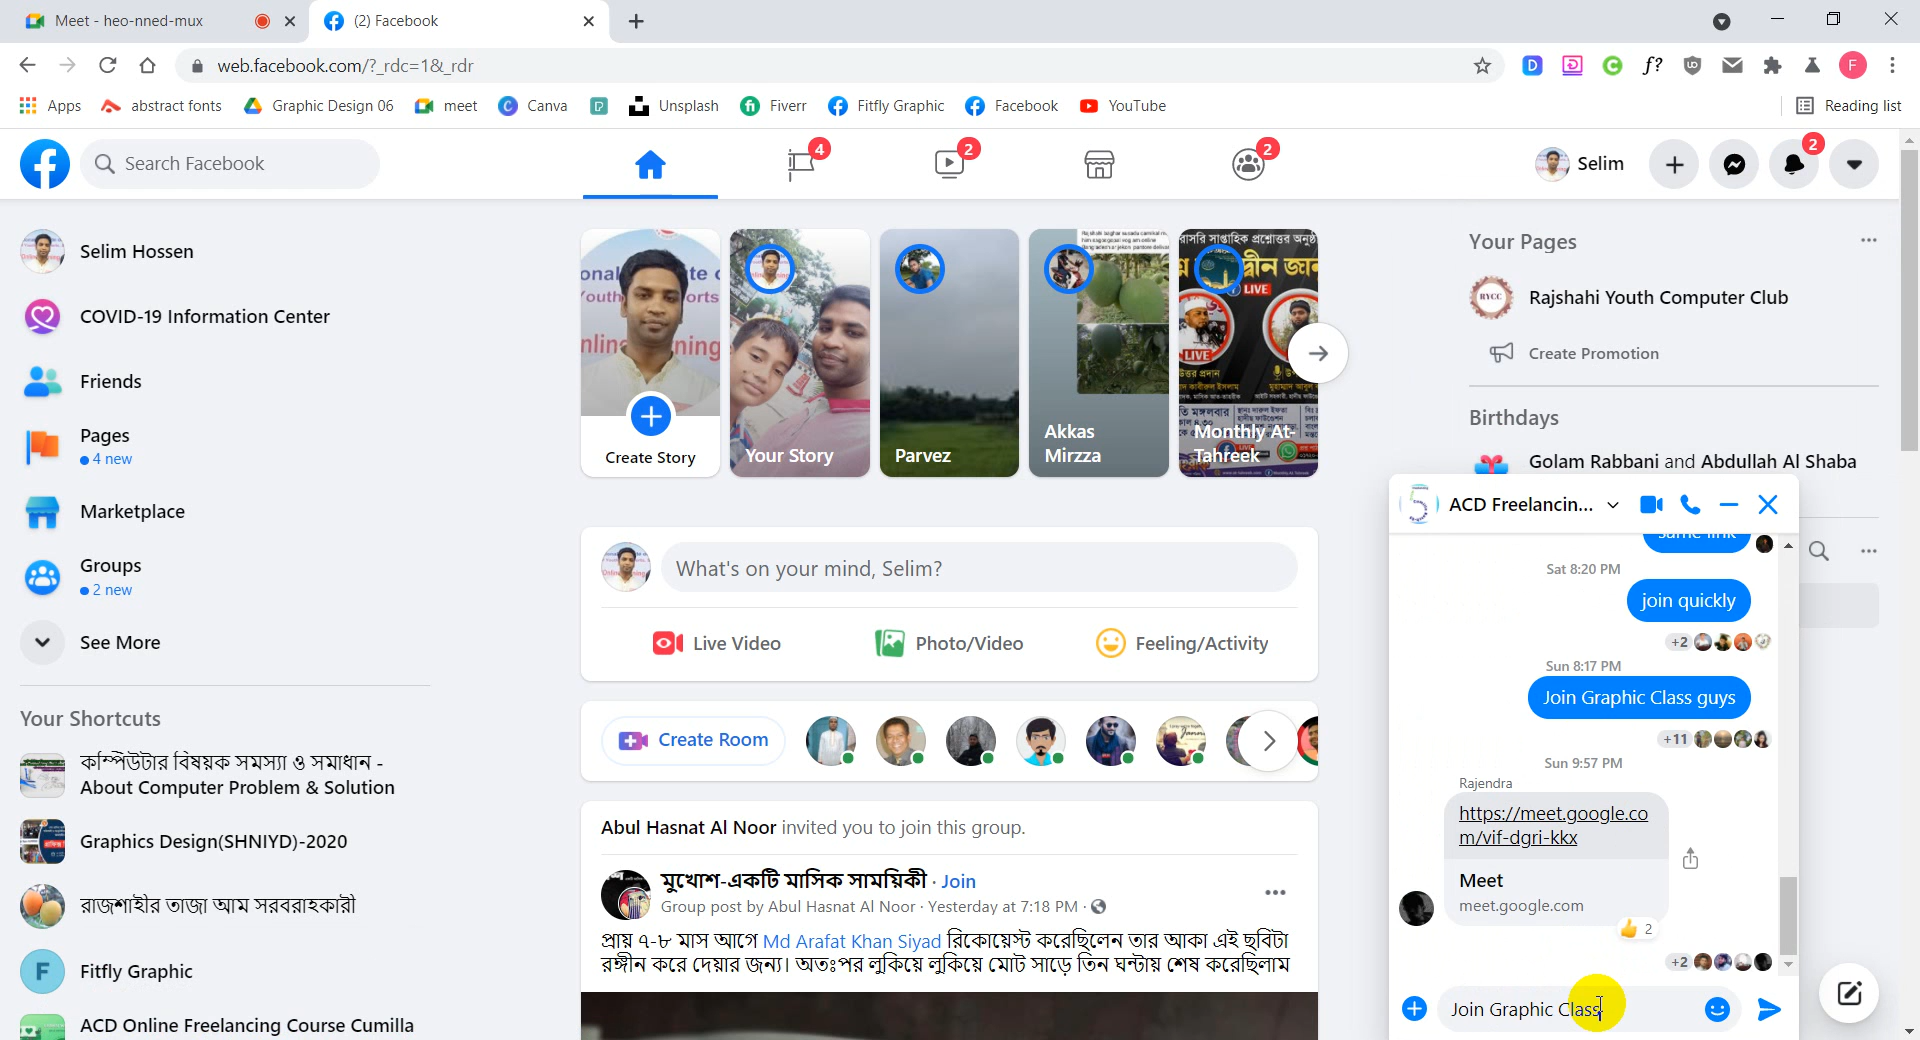 Meet - heo-nned-mux
(2) Facebook
web.facebook.com/?_rdc=1&_rdr
Apps
abstract fonts
Graphic Design 06
meet
Canva
Unsplash
Fiverr
Fitfly Graphic
Facebook
YouTube
Reading list
Search Facebook
4
2
2
Selim
2
Selim Hossen
COVID-19 Information Center
Friends
Pages
4 new
Marketplace
Groups
2 new
See More
Your Shortcuts
কম্পিউটার বিষয়ক সমস্যা ও সমাধান -
About Computer Problem & Solution
Graphics Design(SHNIYD)-2020
রাজশাহীর তাজা আম সরবরাহকারী
F
Fitfly Graphic
ACD Online Freelancing Course Cumilla
Create Story
Your Story
Parvez
Akkas
Mirzza
LIVE
LIVE
Monthly At-
Tahreek
What's on your mind, Selim?
Live Video
Photo/Video
Feeling/Activity
Create Room
Abul Hasnat Al Noor invited you to join this group.
মুখোশ-একটি মাসিক সাময়িকী · Join
Group post by Abul Hasnat Al Noor · Yesterday at 7:18 PM ·
প্রায় ৭-৮ মাস আগে Md Arafat Khan Siyad রিকোয়েস্ট করেছিলেন তার আকা এই ছবিটা
রঙ্গীন করে দেয়ার জন্য। অতঃপর লুকিয়ে লুকিয়ে মোট সাড়ে তিন ঘন্টায় শেষ করেছিলাম
Your Pages
RYCC
Rajshahi Youth Computer Club
Create Promotion
Birthdays
Golam Rabbani and Abdullah Al Shaba
ACD Freelancin...
same link
Sat 8:20 PM
join quickly
+2
Sun 8:17 PM
Join Graphic Class guys
+11
Sun 9:57 PM
Rajendra
https://meet.google.co
m/vif-dgri-kkx
Meet
meet.google.com
2
+2
Join Graphic Class